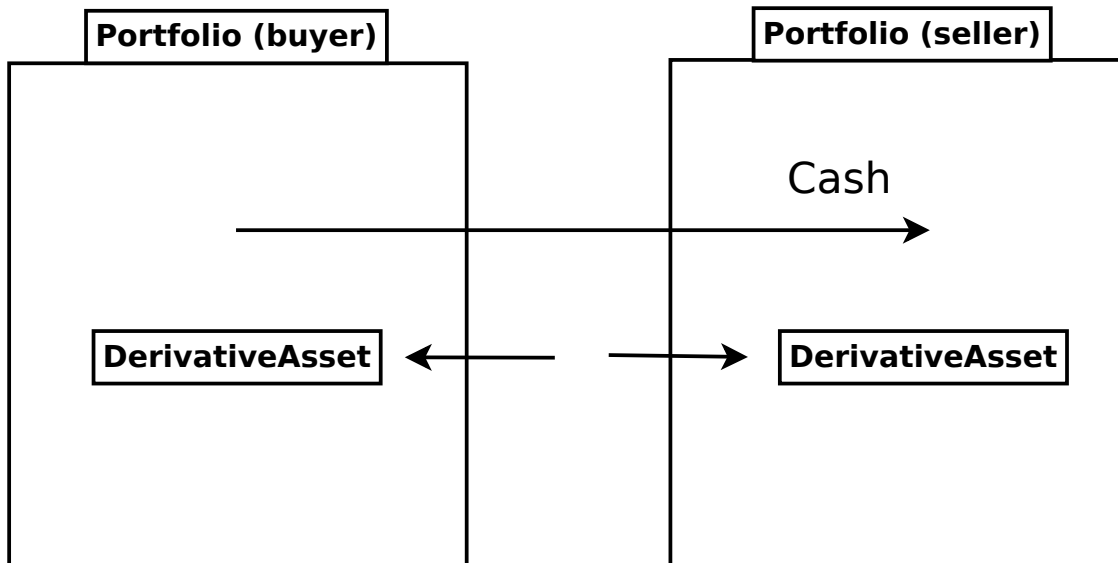 Portfolio (buyer)
Portfolio (seller)
Cash
DerivativeAsset
DerivativeAsset